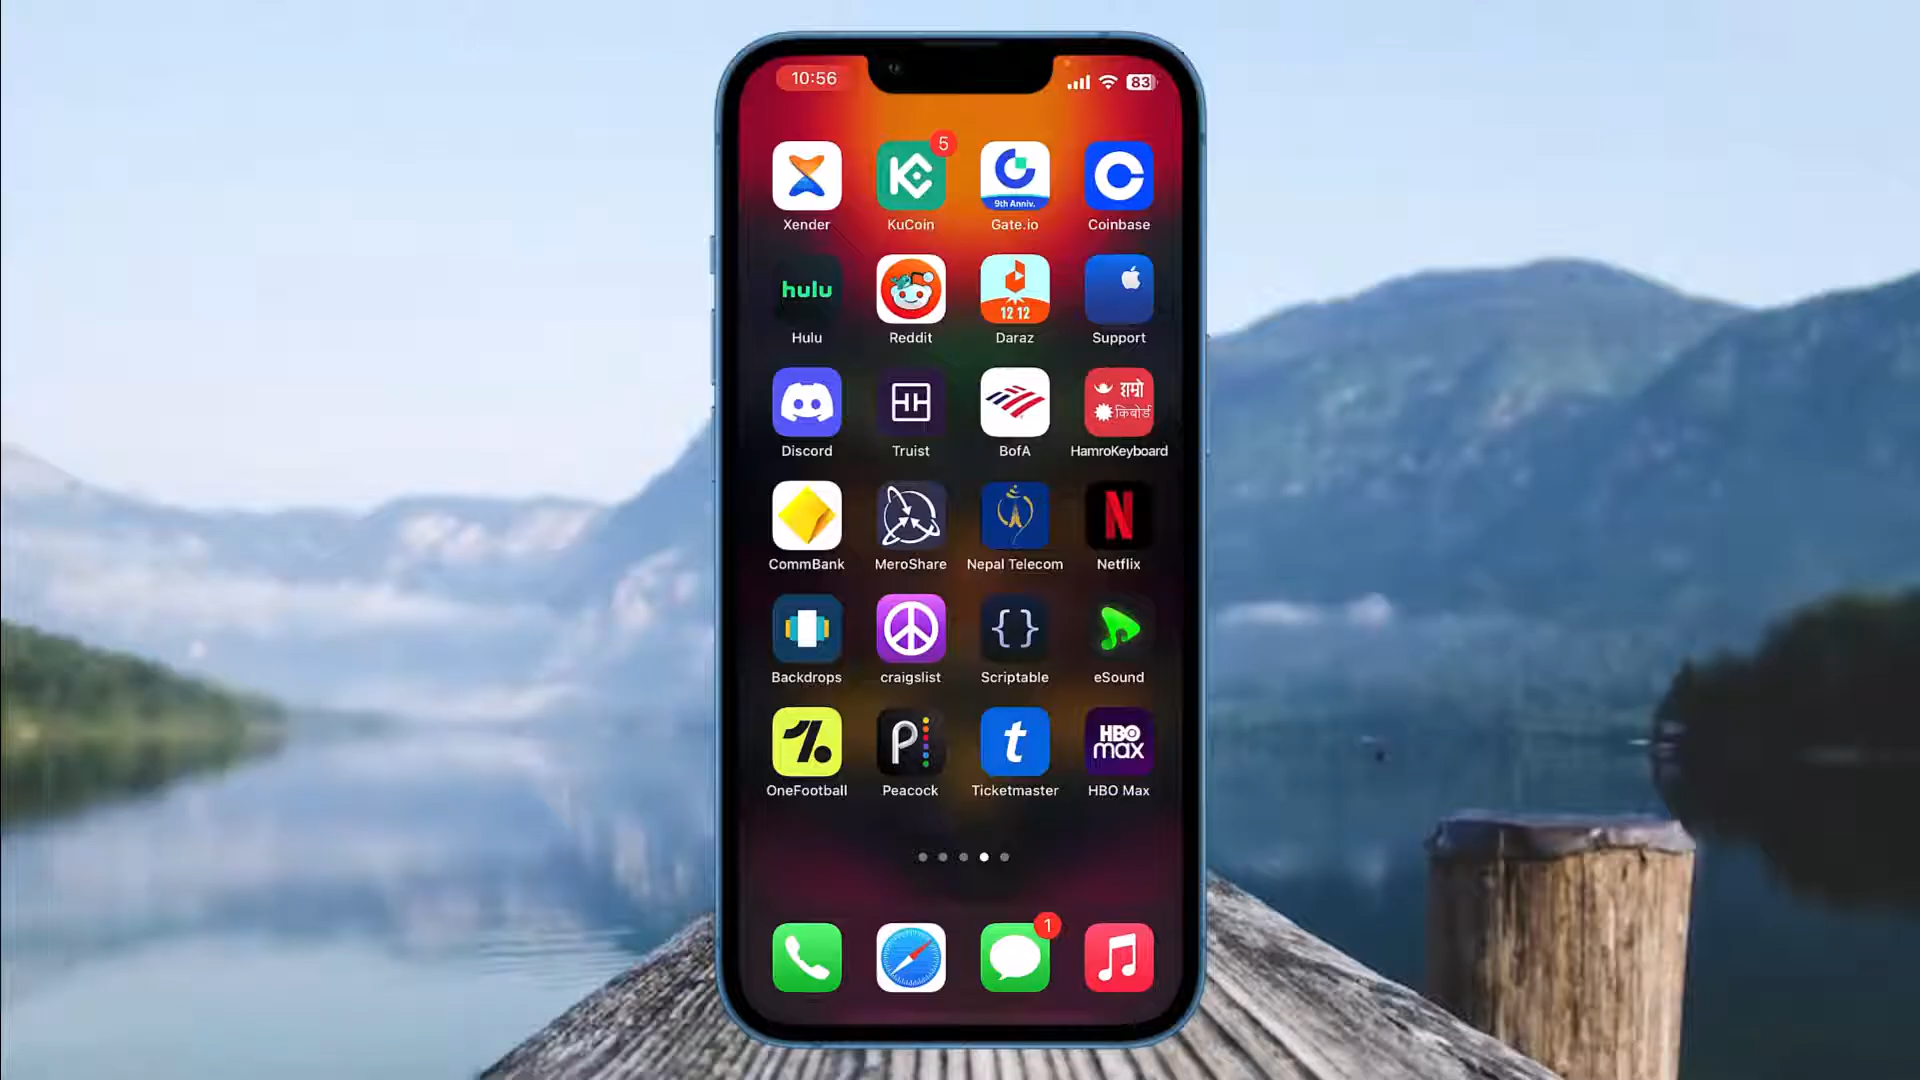 10:56
83
5
9th Anniv.
Xender
KuCoin
Gate.io
Coinbase
hulu
12 12
Hulu
Reddit
Daraz
Support
हाम्रो
किबोर्ड
Discord
Truist
BofA
HamroKeyboard
CommBank
MeroShare
Nepal Telecom
Netflix
Backdrops
craigslist
Scriptable
eSound
HBO
max
OneFootball
Peacock
Ticketmaster
HBO Max
1